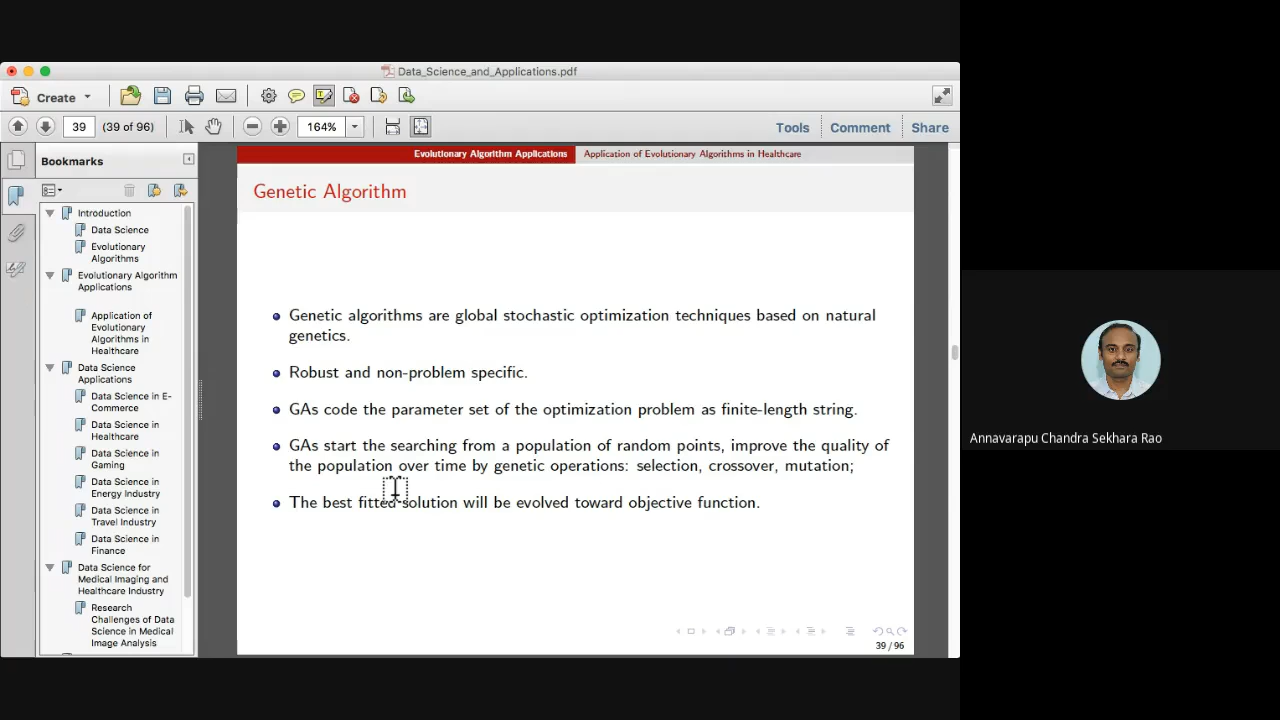 Data_Science_and_Applications.pdf
Create
39 (39 of 96) 164% Tools Comment Share
Bookmarks
Introduction
Data Science
Evolutionary
Algorithms
Evolutionary Algorithm
Applications
Application of
Evolutionary
Algorithms in
Healthcare
Data Science
Applications
Data Science in E-
Commerce
Data Science in
Healthcare
Data Science in
Gaming
Data Science in
Energy Industry
Data Science in
Travel Industry
Data Science in
Finance
Data Science for
Medical Imaging and
Healthcare Industry
Research
Challenges of Data
Science in Medical
Image Analysis
Evolutionary Algorithm Applications Application of Evolutionary Algorithms in Healthcare
Genetic Algorithm
Genetic algorithms are global stochastic optimization techniques based on natural
genetics.
Robust and non-problem specific.
GAs code the parameter set of the optimization problem as finite-length string.
GAs start the searching from a population of random points, improve the quality of
the population over time by genetic operations: selection, crossover, mutation;
The best fitted solution will be evolved toward objective function.
39 / 96
Annavarapu Chandra Sekhara Rao